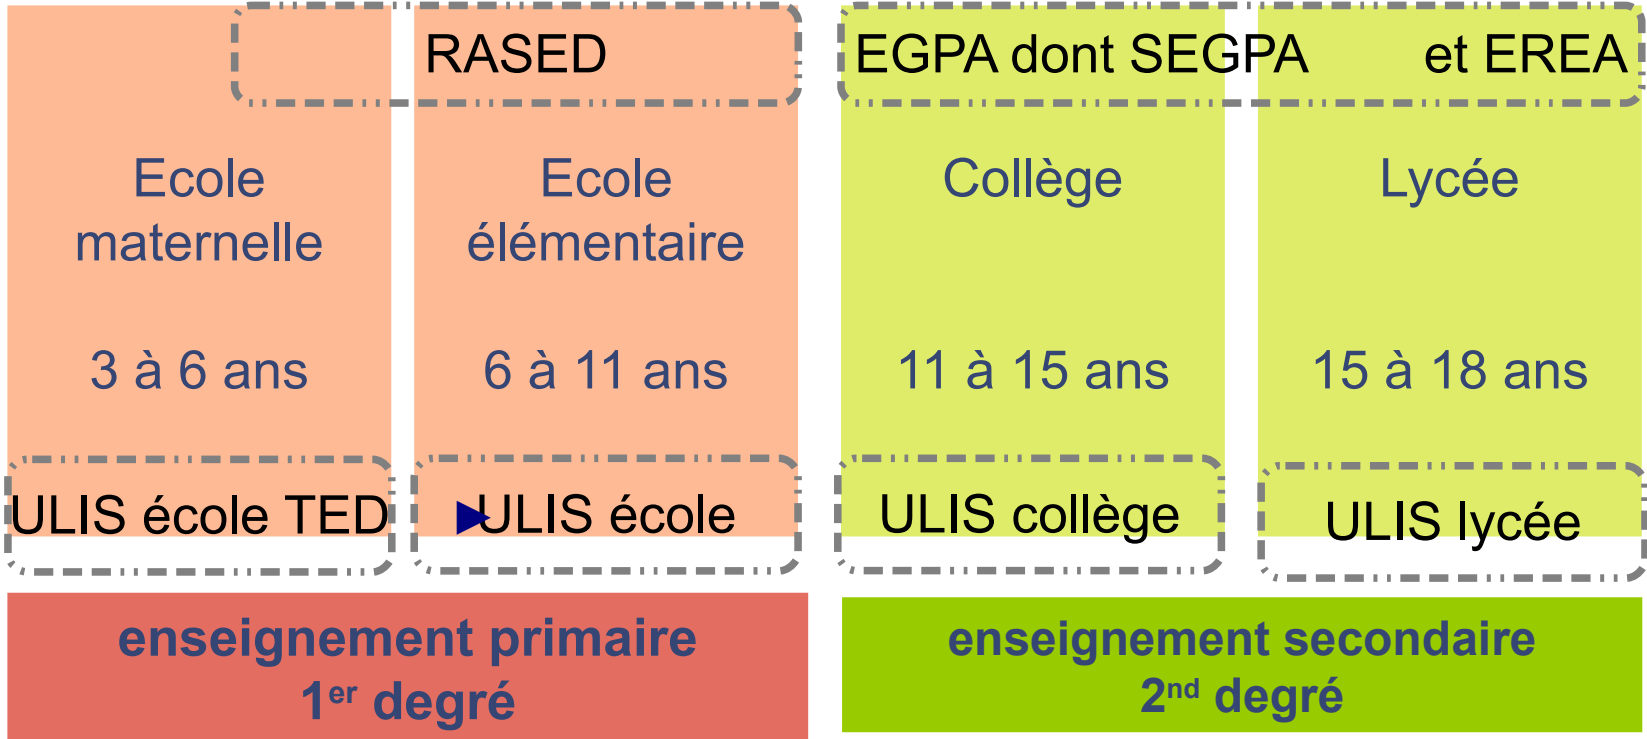 RASED
EGPA dont SEGPA et EREA
Ecole
maternelle
3 à 6 ans
ULIS école TED
Ecole
élémentaire
6 à 11 ans
►ULIS école
Collège
11 à 15 ans
ULIS collège
Lycée
15 à 18 ans
ULIS lycée
enseignement primaire
1er degré
enseignement secondaire
2nd degré